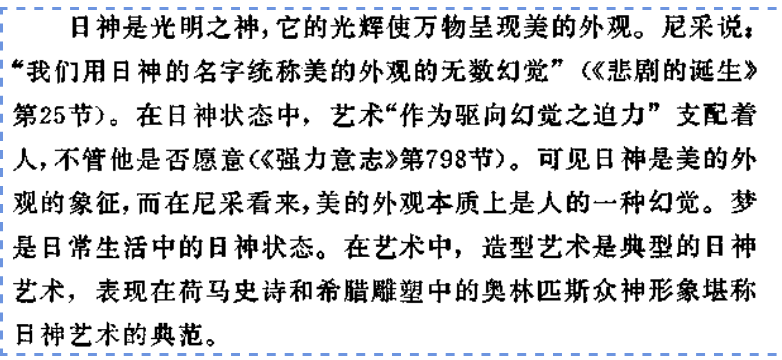 日神是光明之神，它的光辉使万物呈现美的外观。尼采说：
“我们用日神的名字统称美的外观的无数幻觉”（《悲剧的诞生》
第25节）。在日神状态中，艺术“作为驱向幻觉之迫力”支配着
人，不管他是否愿意（《强力意志》第798节）。可见日神是美的外
观的象征，而在尼采看来，美的外观本质上是人的一种幻觉。梦
是日常生活中的日神状态。在艺术中，造型艺术是典型的日神
艺术，表现在荷马史诗和希腊雕塑中的奥林匹斯众神形象堪称
日神艺术的典范。